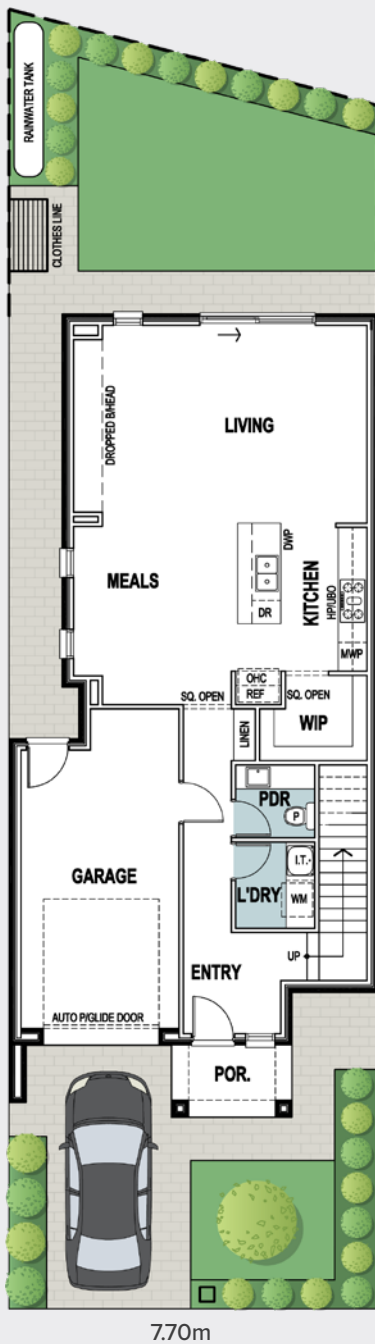 RAINWATER TANK
CLOTHES LINE
DROPPED B/HEAD
LIVING
MEALS
DWP
KITCHEN
HP/UBO
DR
MWP
OHC
REF
SQ. OPEN
SQ. OPEN
LINEN
WIP
PDR
P
GARAGE
L'DRY
I.T.
WM
UP
ENTRY
AUTO P/GLIDE DOOR
POR.
7.70m